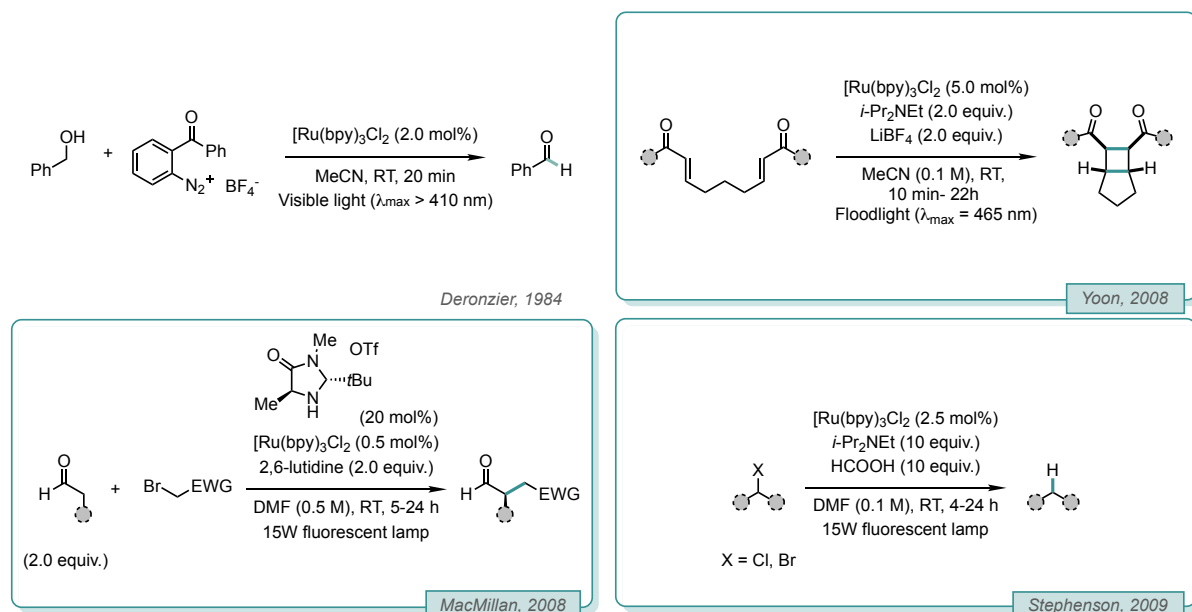 OH
Ph
+
O
Ph
N2+
BF4-
[Ru(bpy)3Cl2 (2.0 mol%)
MeCN, RT, 20 min
Visible light (λmax > 410 nm)
O
Ph
H
Deronzier, 1984
O
O
[Ru(bpy)3Cl2 (5.0 mol%)
i-Pr2NEt (2.0 equiv.)
LiBF4 (2.0 equiv.)
MeCN (0.1 M), RT,
10 min- 22h
Floodlight (λmax = 465 nm)
O
O
H
H
Yoon, 2008
O
H
(2.0 equiv.)
+
Br
EWG
O
Me
N
OTf
tBu
Me
N
H
(20 mol%)
[Ru(bpy)3Cl2 (0.5 mol%)
2,6-lutidine (2.0 equiv.)
DMF (0.5 M), RT, 5-24 h
15W fluorescent lamp
O
H
EWG
MacMillan, 2008
X
X = Cl, Br
[Ru(bpy)3Cl2 (2.5 mol%)
i-Pr2NEt (10 equiv.)
HCOOH (10 equiv.)
DMF (0.1 M), RT, 4-24 h
15W fluorescent lamp
H
Stephenson, 2009